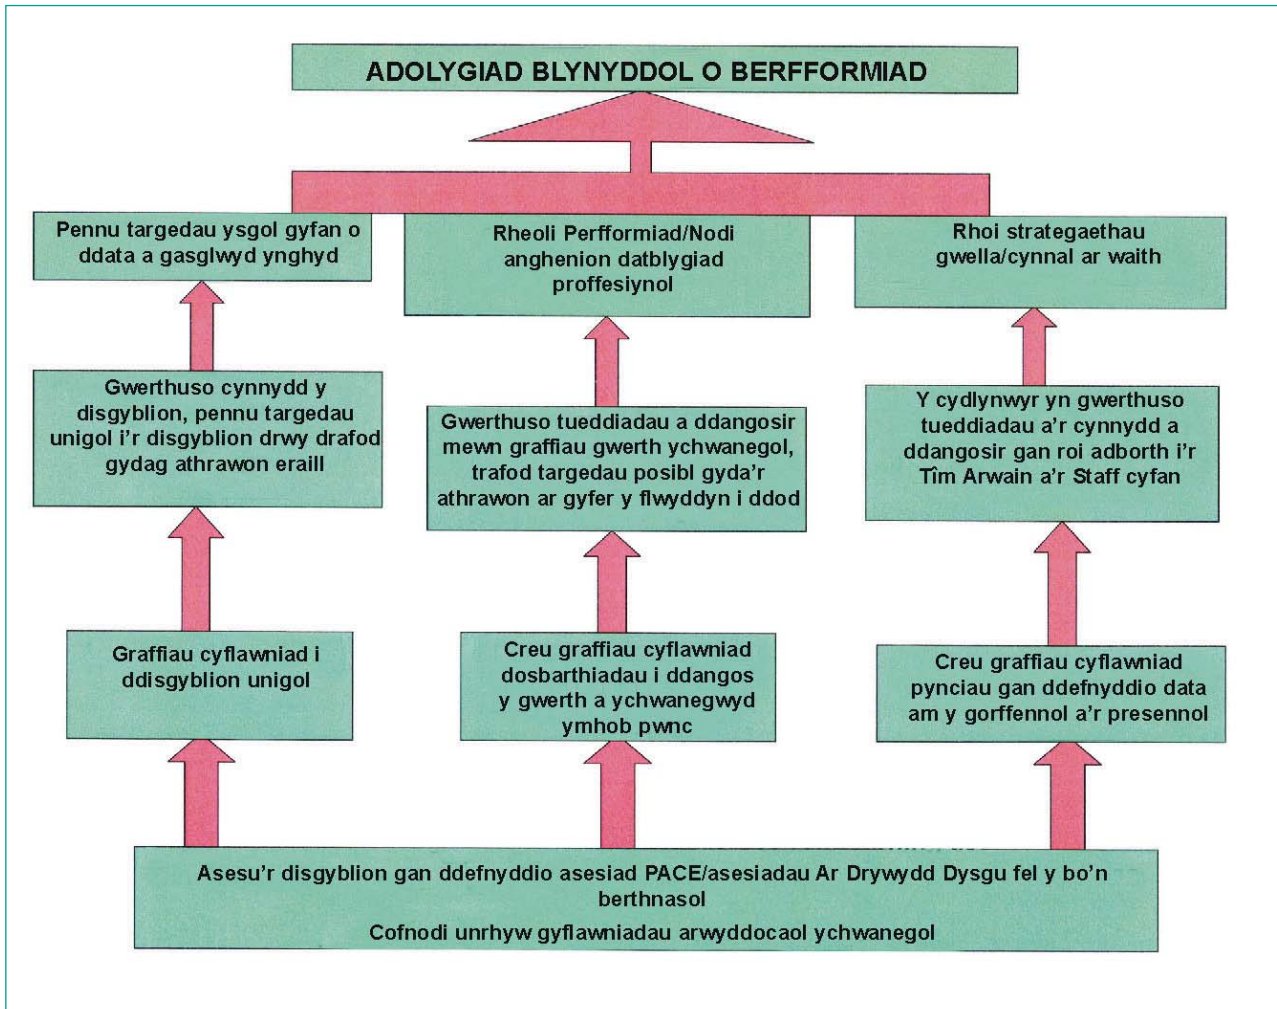 ADOLYGIAD BLYNYDDOL O BERFFORMIAD
Pennu targedau ysgol gyfan o
ddata a gasglwyd ynghyd
Rheoli Perfformiad/Nodi
anghenion datblygiad
proffesiynol
Rhoi strategaethau
gwella/cynnal ar waith
Gwerthuso cynnydd y
disgyblion, pennu targedau
unigol i’r disgyblion drwy drafod
gydag athrawon eraill
Gwerthuso tueddiadau a ddangosir
mewn graffiau gwerth ychwanegol,
trafod targedau posibl gyda’r
athrawon ar gyfer y flwyddyn i ddod
Y cydlynwyr yn gwerthuso
tueddiadau a’r cynnydd a
ddangosir gan roi adborth i’r
Tîm Arwain a’r Staff cyfan
Graffiau cyflawniad i
ddisgyblion unigol
Creu graffiau cyflawniad
dosbarthiadau i ddangos
y gwerth a ychwanegwyd
ymhob pwnc
Creu graffiau cyflawniad
pynciau gan ddefnyddio data
am y gorffennol a’r presennol
Asesu’r disgyblion gan ddefnyddio asesiad PACE/asesiadau Ar Drywydd Dysgu fel y bo’n
berthnasol
Cofnodi unrhyw gyflawniadau arwyddocaol ychwanegol